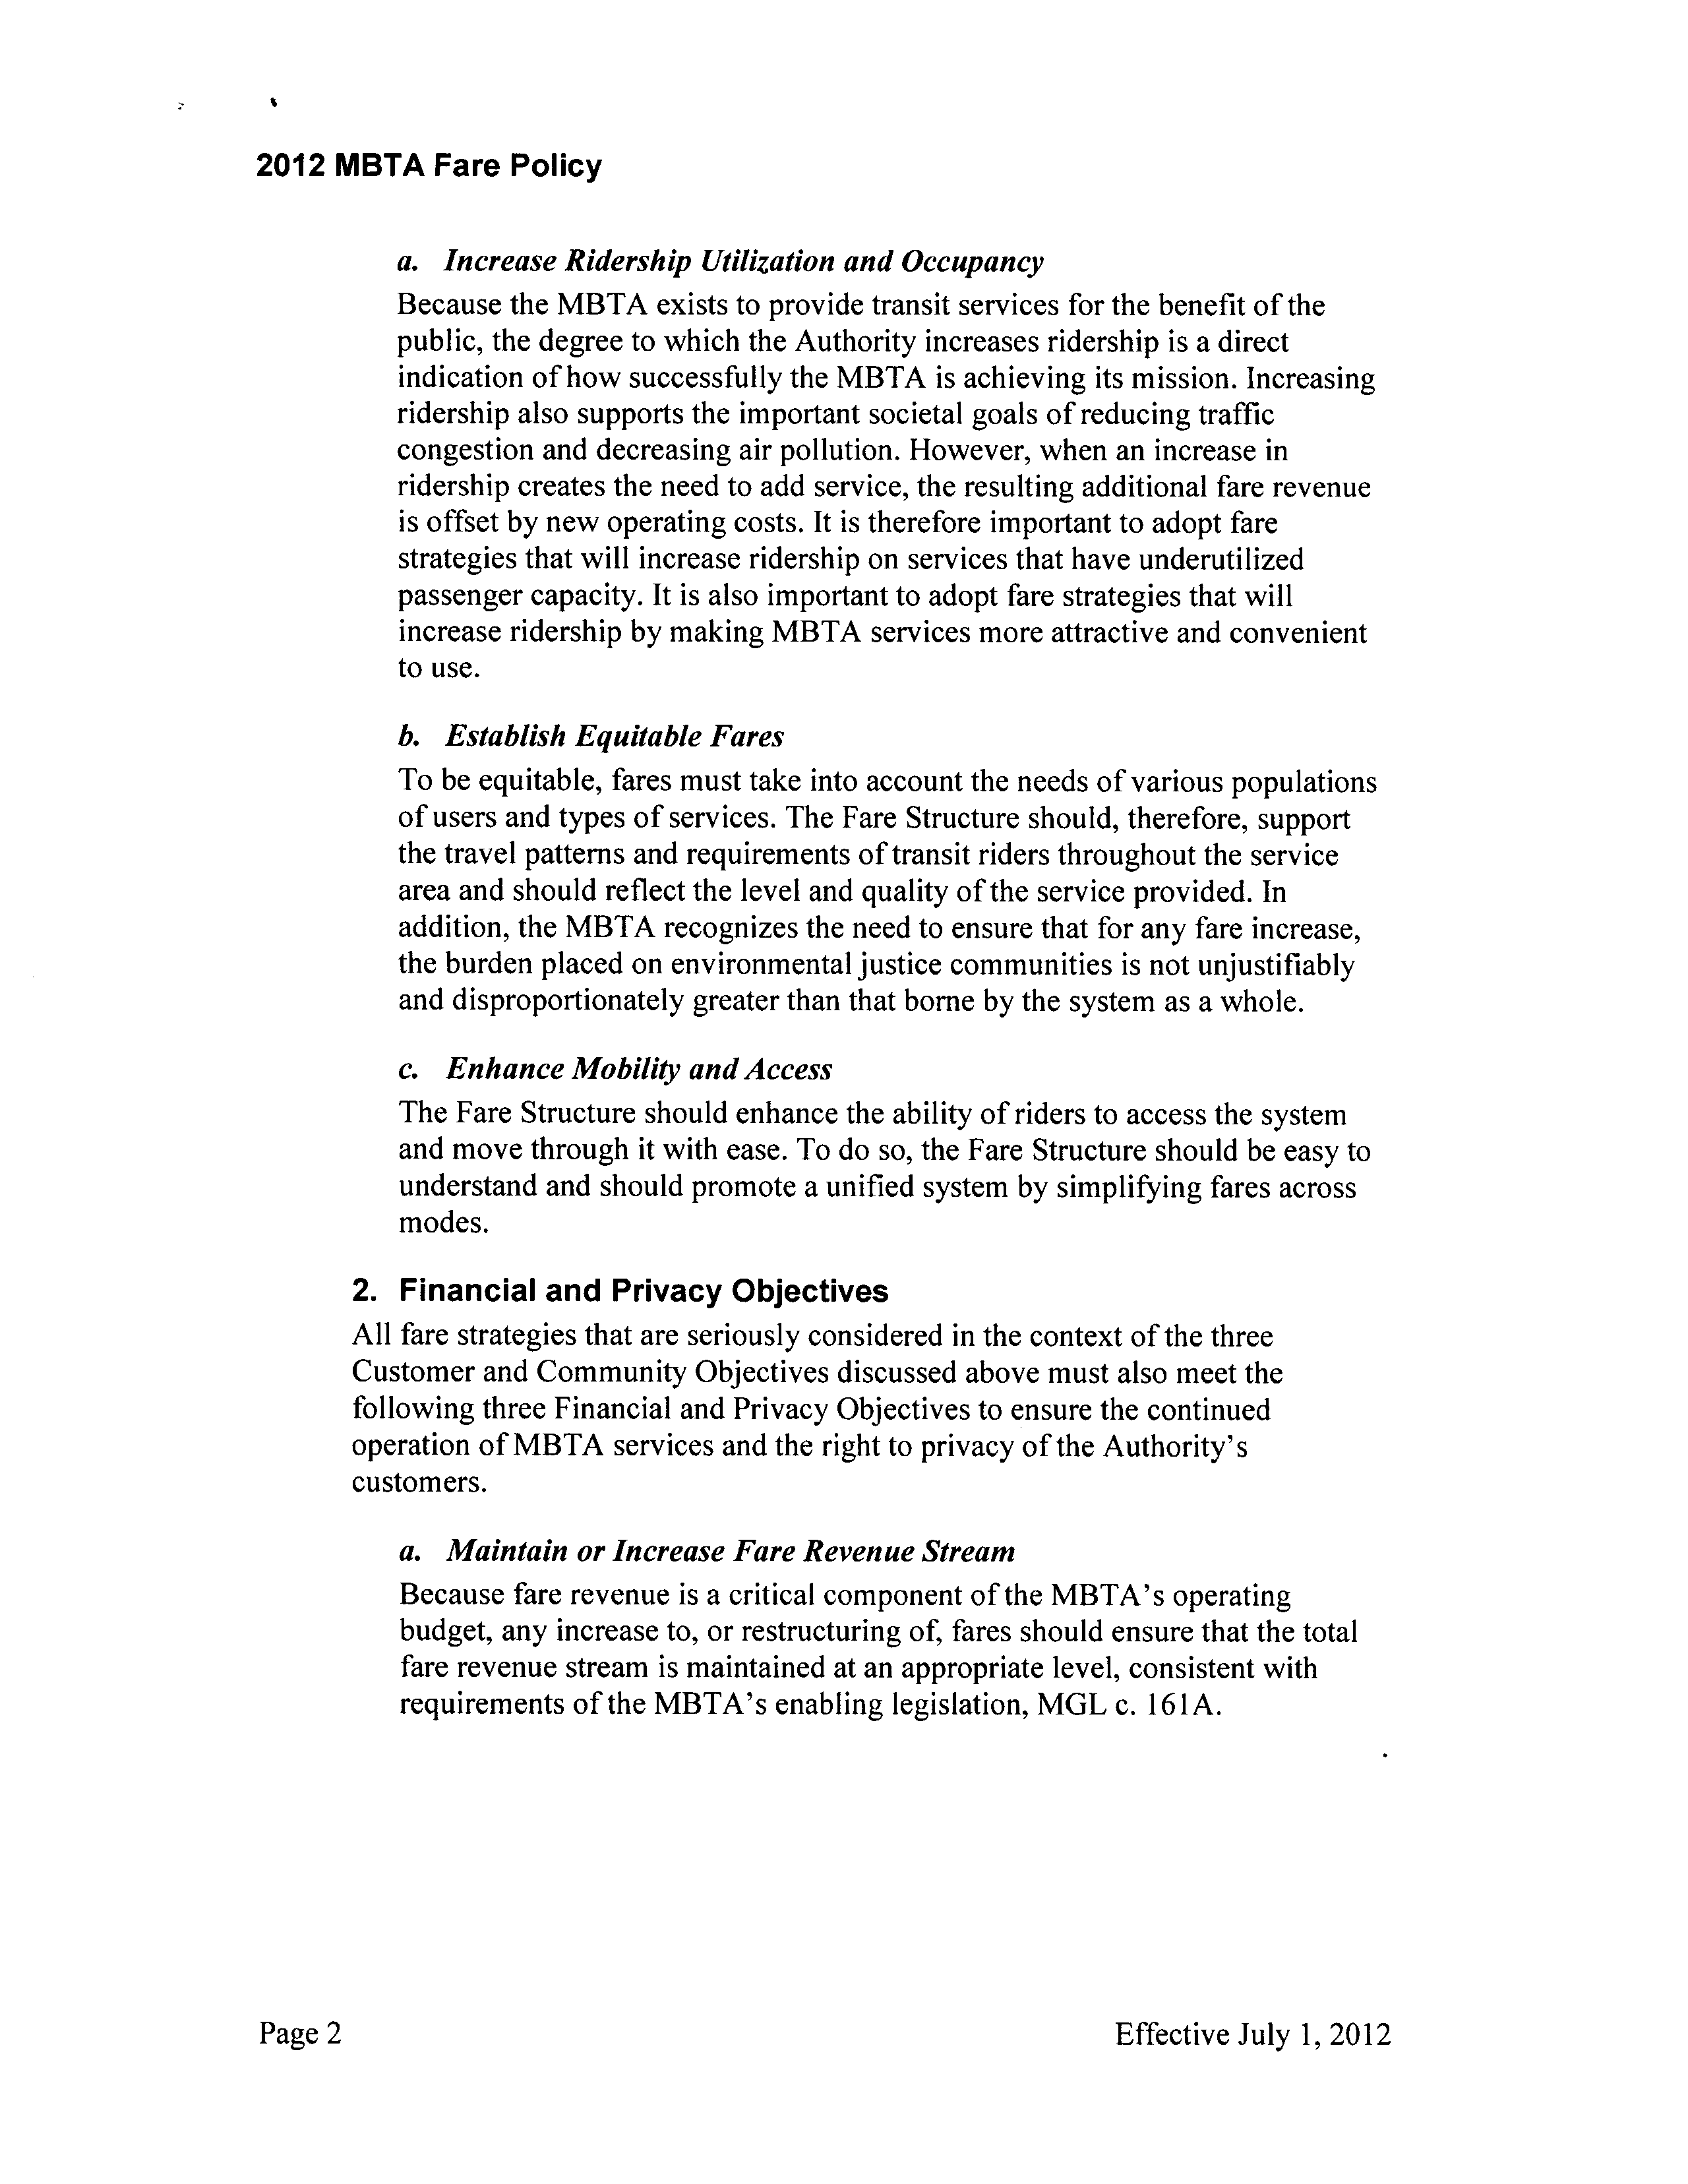 2012 MBTA Fare Policy
a. Increase Ridership Utilization and Occupancy
Because the MBTA exists to provide transit services for the benefit of the
public, the degree to which the Authority increases ridership is a direct
indication of how successfully the MBTA is achieving its mission. Increasing
ridership also supports the important societal goals of reducing traffic
congestion and decreasing air pollution. However, when an increase in
ridership creates the need to add service, the resulting additional fare revenue
is offset by new operating costs. It is therefore important to adopt fare
strategies that will increase ridership on services that have underutilized
passenger capacity. It is also important to adopt fare strategies that will
increase ridership by making MBTA services more attractive and convenient
to use.
b. Establish Equitable Fares
To be equitable, fares must take into account the needs of various populations
of users and types of services. The Fare Structure should, therefore, support
the travel patterns and requirements of transit riders throughout the service
area and should reflect the level and quality of the service provided. In
addition, the MBTA recognizes the need to ensure that for any fare increase,
the burden placed on environmental justice communities is not unjustifiably
and disproportionately greater than that borne by the system as a whole.
c. Enhance Mobility and Access
The Fare Structure should enhance the ability of riders to access the system
and move through it with ease. To do so, the Fare Structure should be easy to
understand and should promote a unified system by simplifying fares across
modes.
2. Financial and Privacy Objectives
All fare strategies that are seriously considered in the context of the three
Customer and Community Objectives discussed above must also meet the
following three Financial and Privacy Objectives to ensure the continued
operation of MBTA services and the right to privacy of the Authority's
customers.
a. Maintain or Increase Fare Revenue Stream
Because fare revenue is a critical component of the MBTA's operating
budget, any increase to, or restructuring of, fares should ensure that the total
fare revenue stream is maintained at an appropriate level, consistent with
requirements of the MBTA's enabling legislation, MGL c. 161A.
Page 2
Effective July 1, 2012